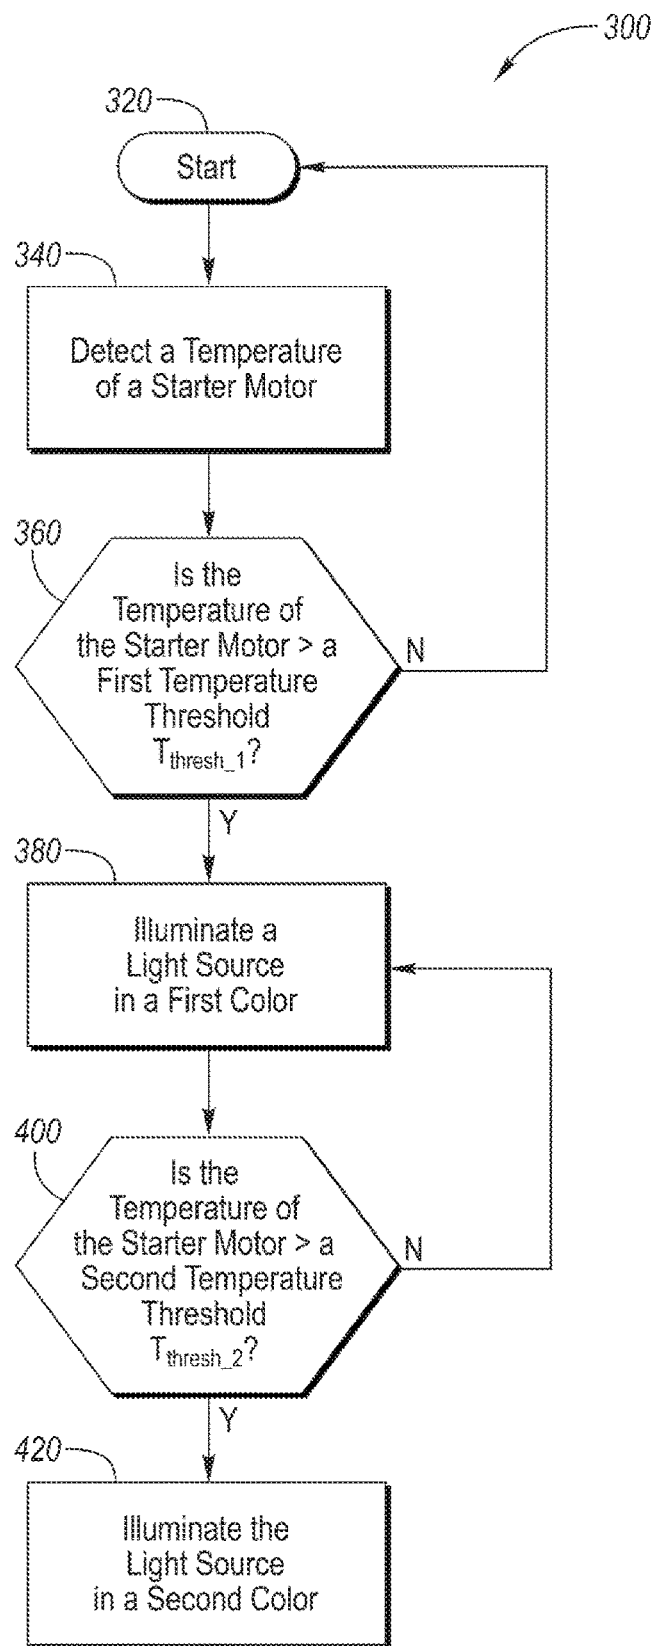 300
320
Start
340
Detect a Temperature
of a Starter Motor
360
Is the
Temperature of
the Starter Motor > a
First Temperature
Threshold
Tthresh_1?
N
Y
380
Illuminate a
Light Source
in a First Color
400
Is the
Temperature of
the Starter Motor > a
Second Temperature
Threshold
Tthresh_2?
N
Y
420
Illuminate the
Light Source
in a Second Color